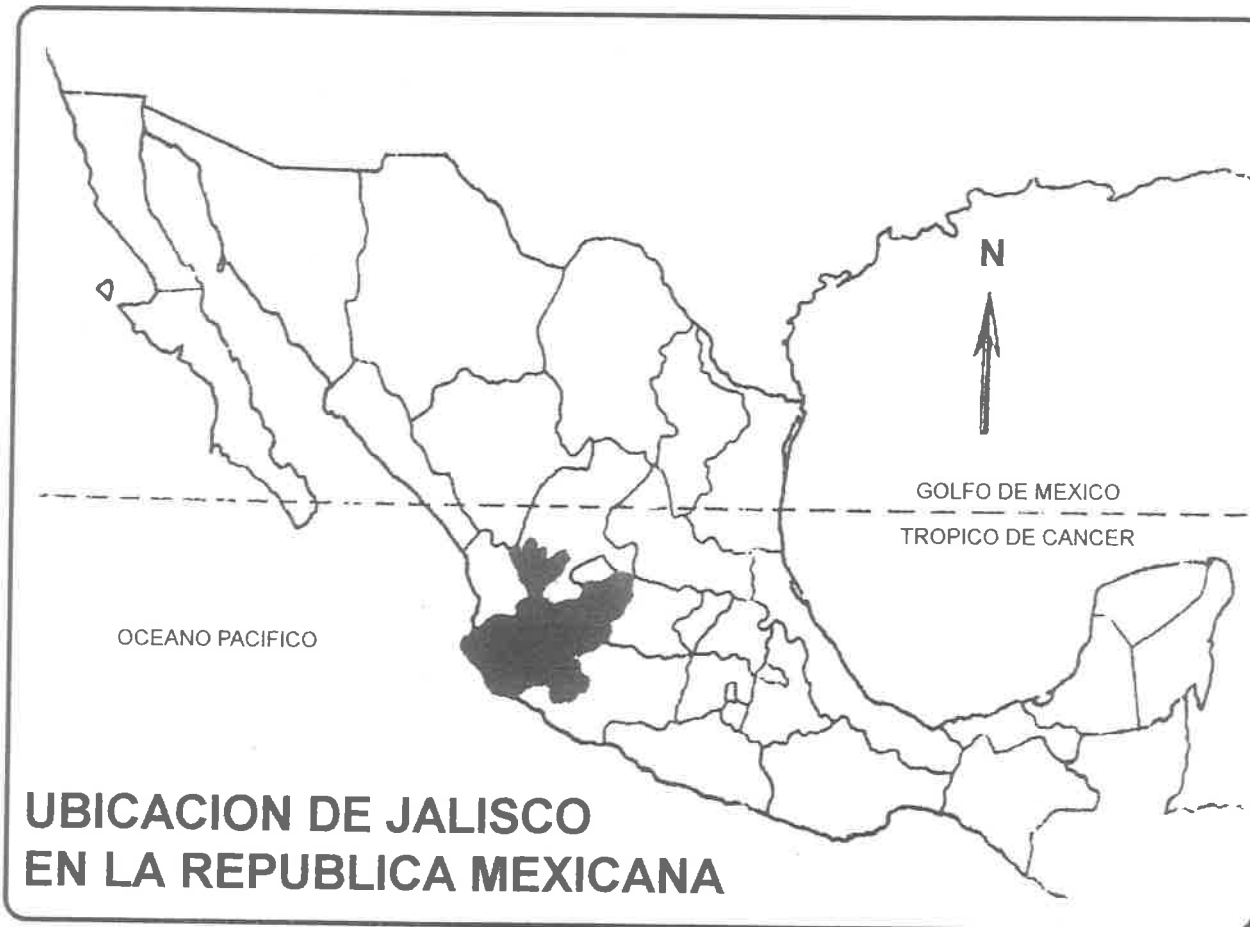 N
GOLFO DE MEXICO
TROPICO DE CANCER
OCEANO PACIFICO
UBICACION DE JALISCO
EN LA REPUBLICA MEXICANA